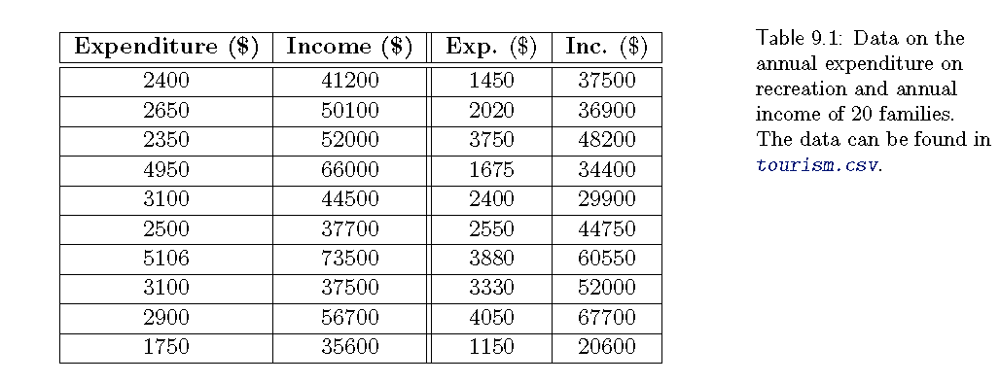 Expenditure ($) Income ($) Exp. ($) Inc. ($)
2400 41200 1450 37500
2650 50100 2020 36900
2350 52000 3750 48200
4950 66000 1675 34400
3100 44500 2400 29900
2500 37700 2550 44750
5106 73500 3880 60550
3100 37500 3330 52000
2900 56700 4050 67700
1750 35600 1150 20600
Table 9.1: Data on the
annual expenditure on
recreation and annual
income of 20 families.
The data can be found in
tourism.csv.